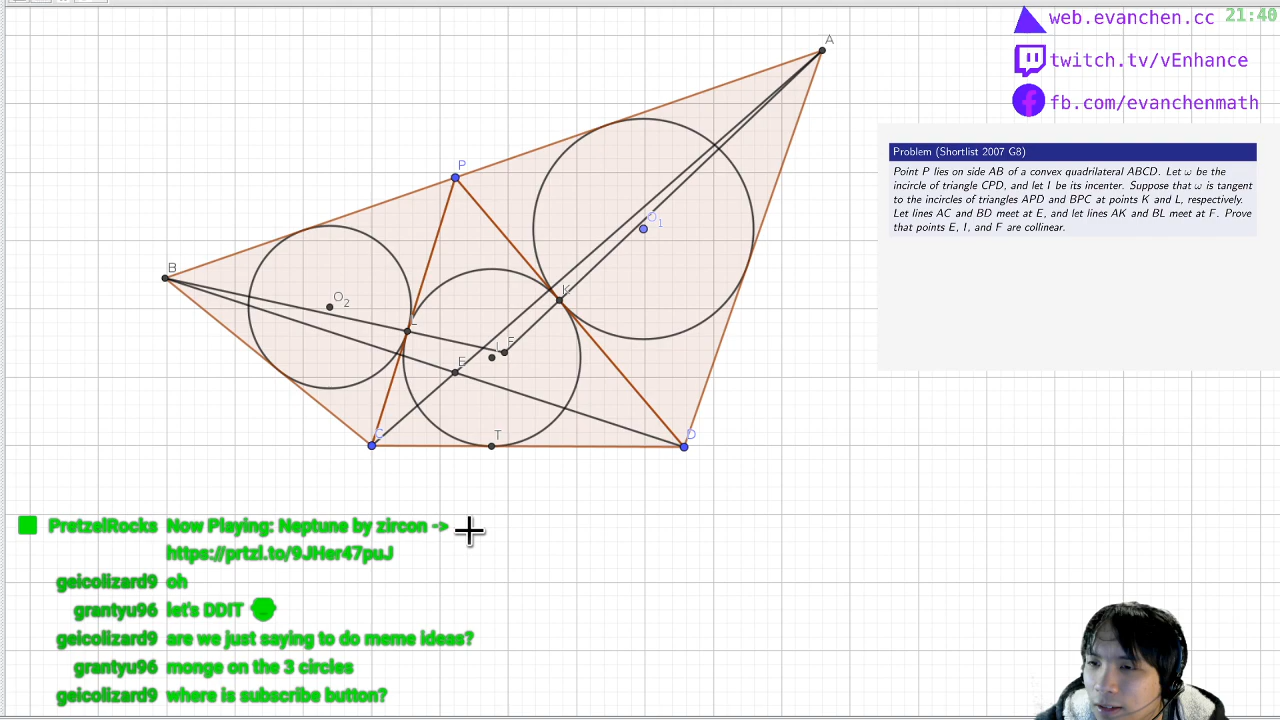 web.evanchen.cc 21:40
twitch.tv/vEnhance
fb.com/evanchenmath
Problem (Shortlist 2007 G8)
Point P lies on side AB of a convex quadrilateral ABCD. Let ω be the
incircle of triangle CPD, and let I be its incenter. Suppose that ω is tangent
to the incircles of triangles APD and BPC at points K and L, respectively.
Let lines AC and BD meet at E, and let lines AK and BL meet at F. Prove
that points E, I, and F are collinear.
A
P
O1
B
K
O2
L
I
F
E
C
T
D
PretzelRocks Now Playing: Neptune by zircon ->
https://prtzl.to/9JHer47puJ
geicolizard9 oh
grantyu96 let's DDIT
geicolizard9 are we just saying to do meme ideas?
grantyu96 monge on the 3 circles
geicolizard9 where is subscribe button?